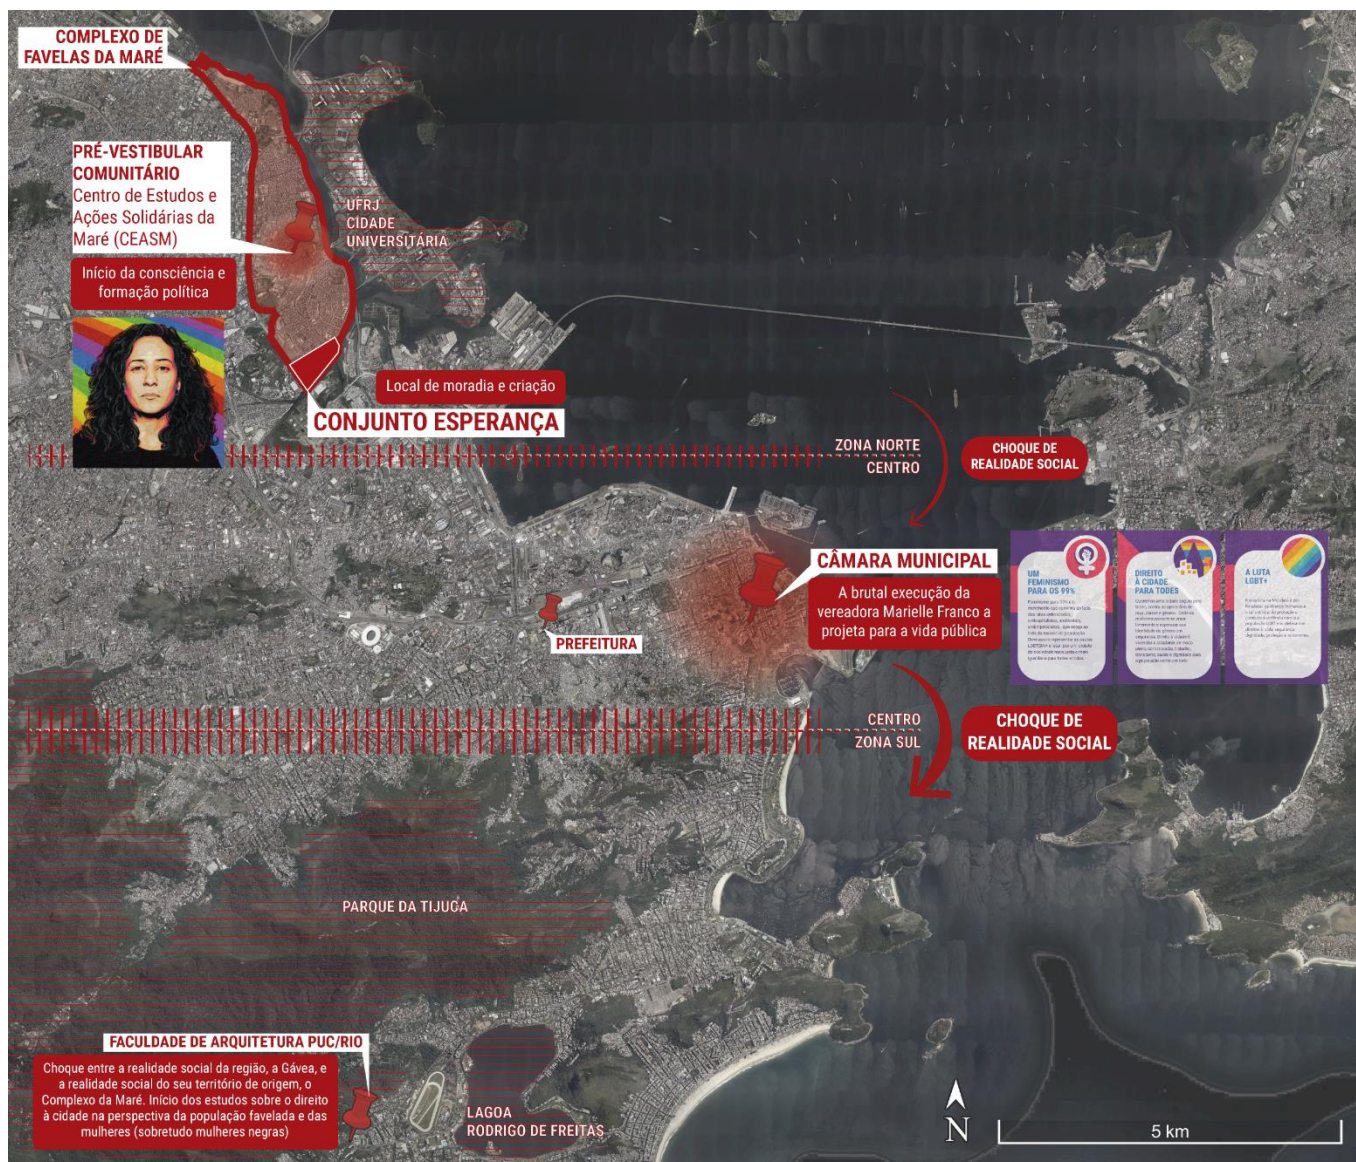 COMPLEXO DE
FAVELAS DA MARÉ
PRÉ-VESTIBULAR
COMUNITÁRIO
Centro de Estudos e
Ações Solidárias da
Maré (CEASM)
Início da consciência e
formação política
UFRJ
CIDADE
UNIVERSITÁRIA
Local de moradia e criação
CONJUNTO ESPERANÇA
ZONA NORTE
CENTRO
CHOQUE DE
REALIDADE SOCIAL
CÂMARA MUNICIPAL
A brutal execução da
vereadora Marielle Franco a
projeta para a vida pública
PREFEITURA
UM
FEMINISMO
PARA OS 99%
DIREITO
À CIDADE
PARA TODES
A LUTA
LGBT+
CENTRO
ZONA SUL
CHOQUE DE
REALIDADE SOCIAL
PARQUE DA TIJUCA
FACULDADE DE ARQUITETURA PUC/RIO
Choque entre a realidade social da região, a Gávea, e
a realidade social do seu território de origem, o
Complexo da Maré. Início dos estudos sobre o direito
à cidade na perspectiva da população favelada e das
mulheres (sobretudo mulheres negras)
LAGOA
RODRIGO DE FREITAS
N
5 km